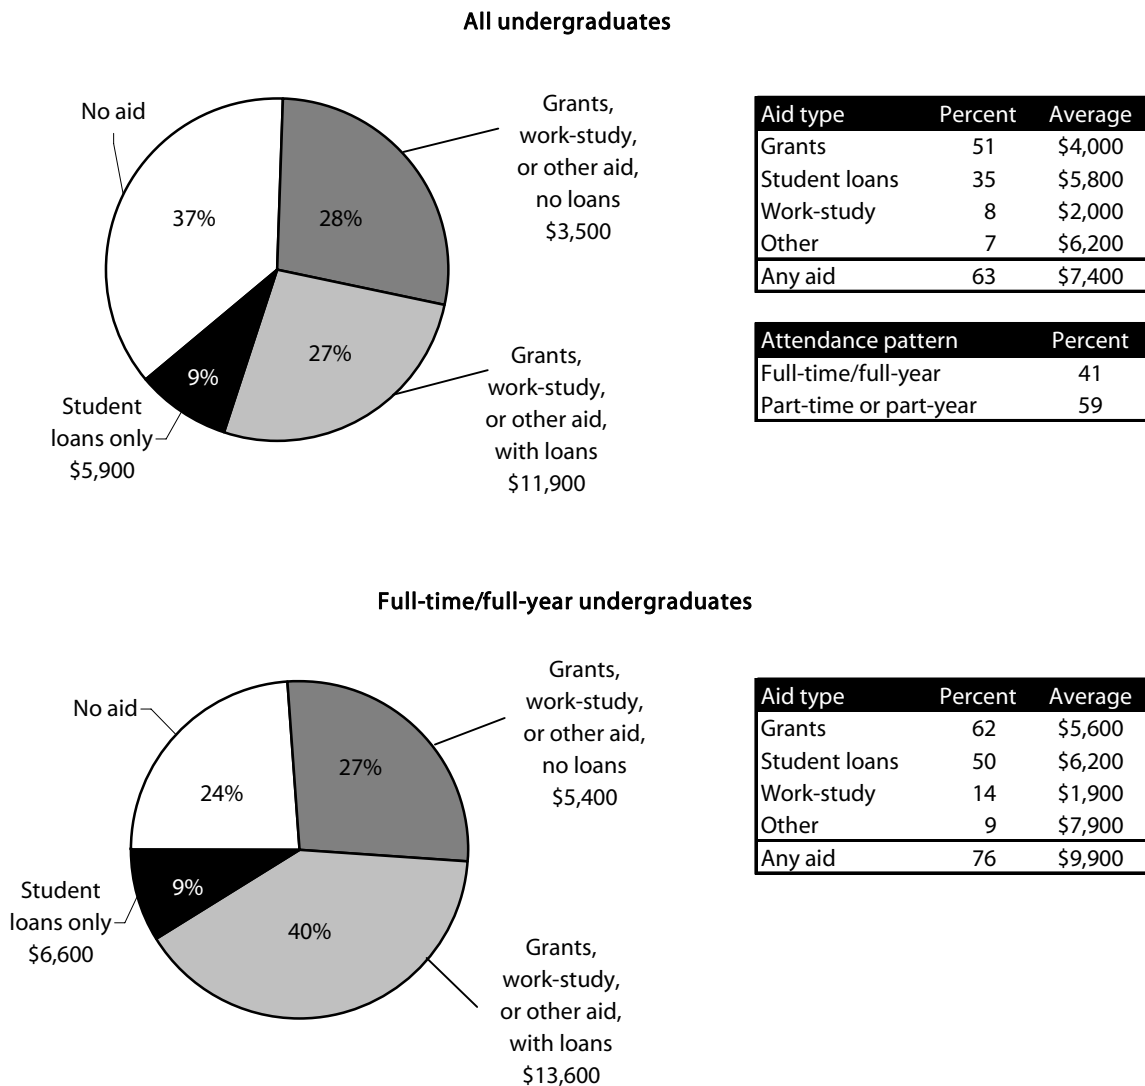 All undergraduates
No aid
37%
Grants,
work-study,
or other aid,
no loans
$3,500
28%
27%
Grants,
work-study,
or other aid,
with loans
$11,900
9%
Student
loans only
$5,900
Aid type Percent Average
Grants 51 $4,000
Student loans 35 $5,800
Work-study 8 $2,000
Other 7 $6,200
Any aid 63 $7,400
Attendance pattern Percent
Full-time/full-year 41
Part-time or part-year 59
Full-time/full-year undergraduates
No aid
24%
Grants,
work-study,
or other aid,
no loans
$5,400
27%
9%
Student
loans only
$6,600
40%
Grants,
work-study,
or other aid,
with loans
$13,600
Aid type Percent Average
Grants 62 $5,600
Student loans 50 $6,200
Work-study 14 $1,900
Other 9 $7,900
Any aid 76 $9,900